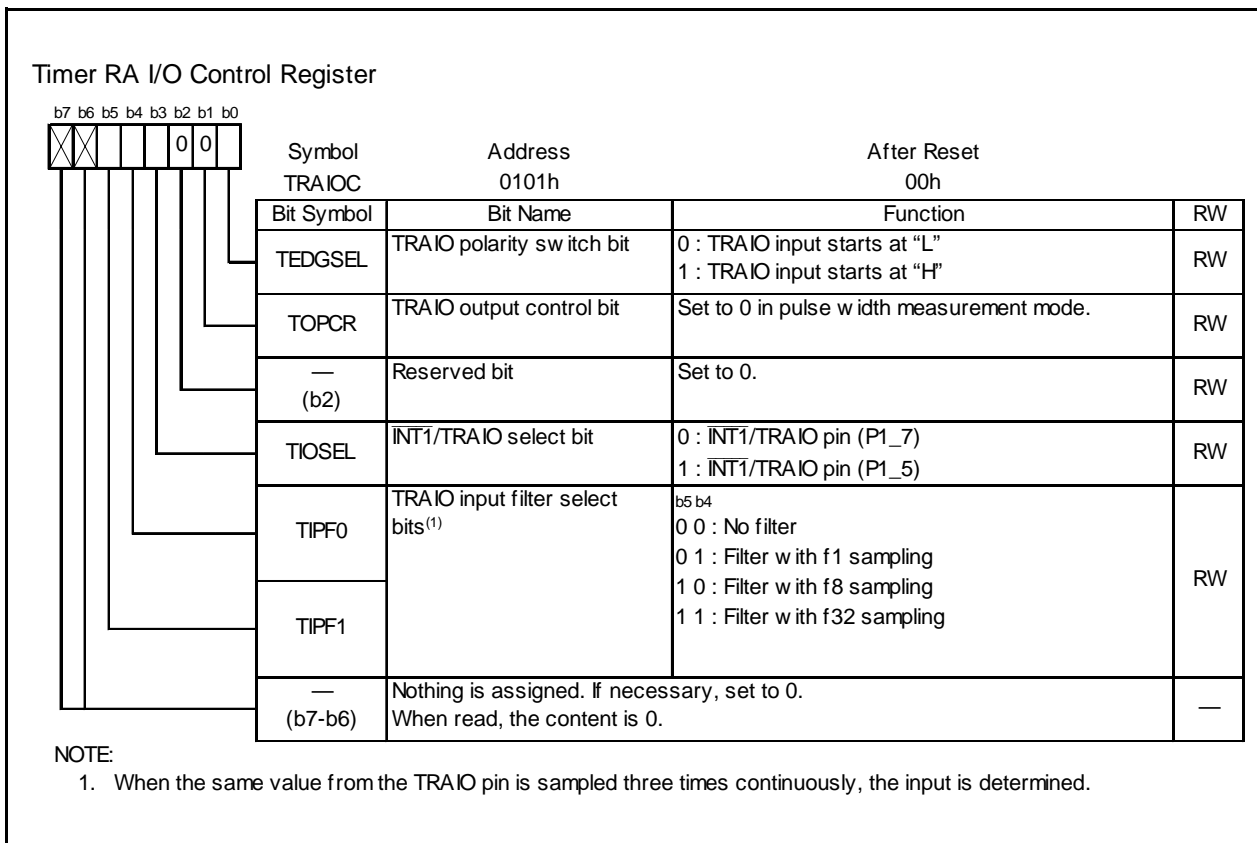 Timer RA I/O Control Register
b7 b6 b5 b4 b3 b2 b1 b0
0 0
Symbol Address After Reset
TRAIOC 0101h 00h
Bit Symbol Bit Name Function RW
TEDGSEL TRAIO polarity switch bit 0 : TRAIO input starts at “L” RW
1 : TRAIO input starts at “H”
TOPCR TRAIO output control bit Set to 0 in pulse width measurement mode. RW
— Reserved bit Set to 0. RW
(b2)
TIOSEL INT1/TRAIO select bit 0 : INT1/TRAIO pin (P1_7) RW
1 : INT1/TRAIO pin (P1_5)
TIPF0 TRAIO input filter select b5 b4 RW
bits(1) 0 0 : No filter
0 1 : Filter with f1 sampling
1 0 : Filter with f8 sampling
TIPF1 1 1 : Filter with f32 sampling
— Nothing is assigned. If necessary, set to 0. —
(b7-b6) When read, the content is 0.
NOTE:
1. When the same value from the TRAIO pin is sampled three times continuously, the input is determined.